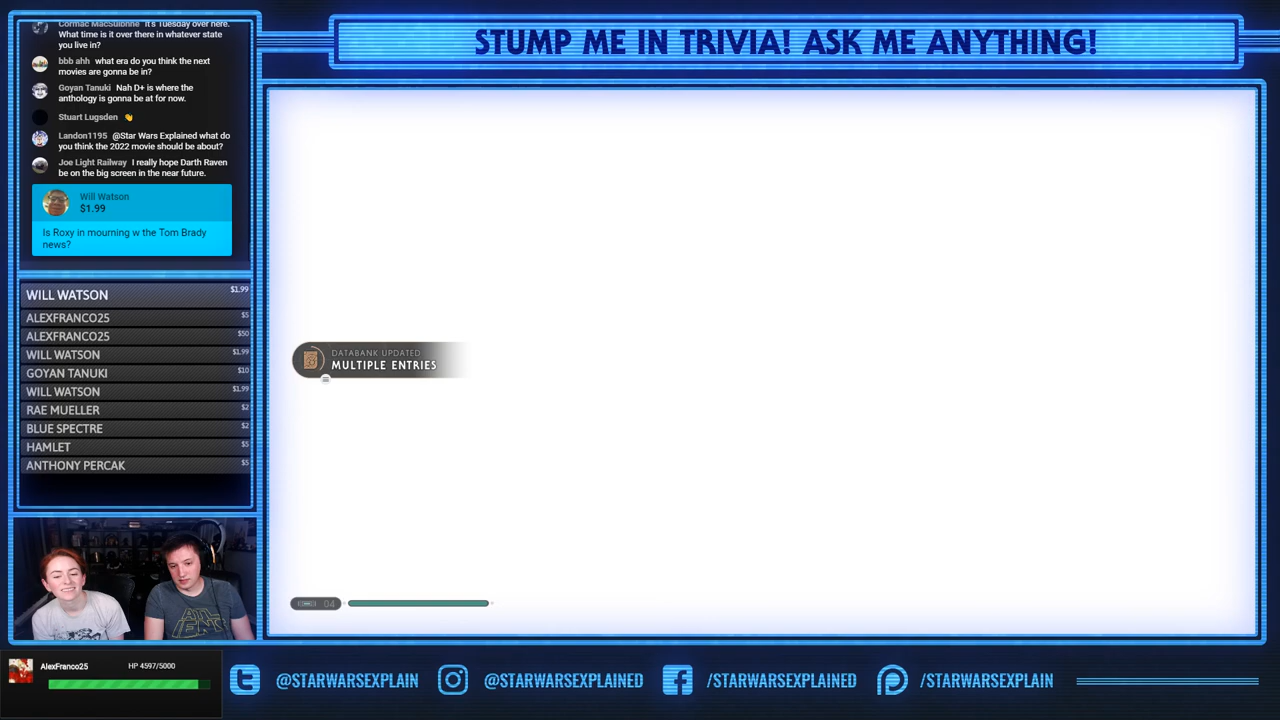 Cormac MacSuibhne It's Tuesday over here.
What time is it over there in whatever state
you live in?
bbb ahh what era do you think the next
movies are gonna be in?
Goyan Tanuki Nah D+ is where the
anthology is gonna be at for now.
Stuart Lugsden 👋
Landon1195 @Star Wars Explained what do
you think the 2022 movie should be about?
Joe Light Railway I really hope Darth Raven
be on the big screen in the near future.
Will Watson
$1.99
Is Roxy in mourning w the Tom Brady
news?
WILL WATSON $1.99
ALEXFRANCO25 $5
ALEXFRANCO25 $50
WILL WATSON $1.99
GOYAN TANUKI $10
WILL WATSON $1.99
RAE MUELLER $2
BLUE SPECTRE $2
HAMLET $5
ANTHONY PERCAK $5
AlexFranco25 HP 4597/5000
STUMP ME IN TRIVIA! ASK ME ANYTHING!
DATABANK UPDATED
MULTIPLE ENTRIES
04
@STARWARSEXPLAIN @STARWARSEXPLAINED /STARWARSEXPLAINED /STARWARSEXPLAIN